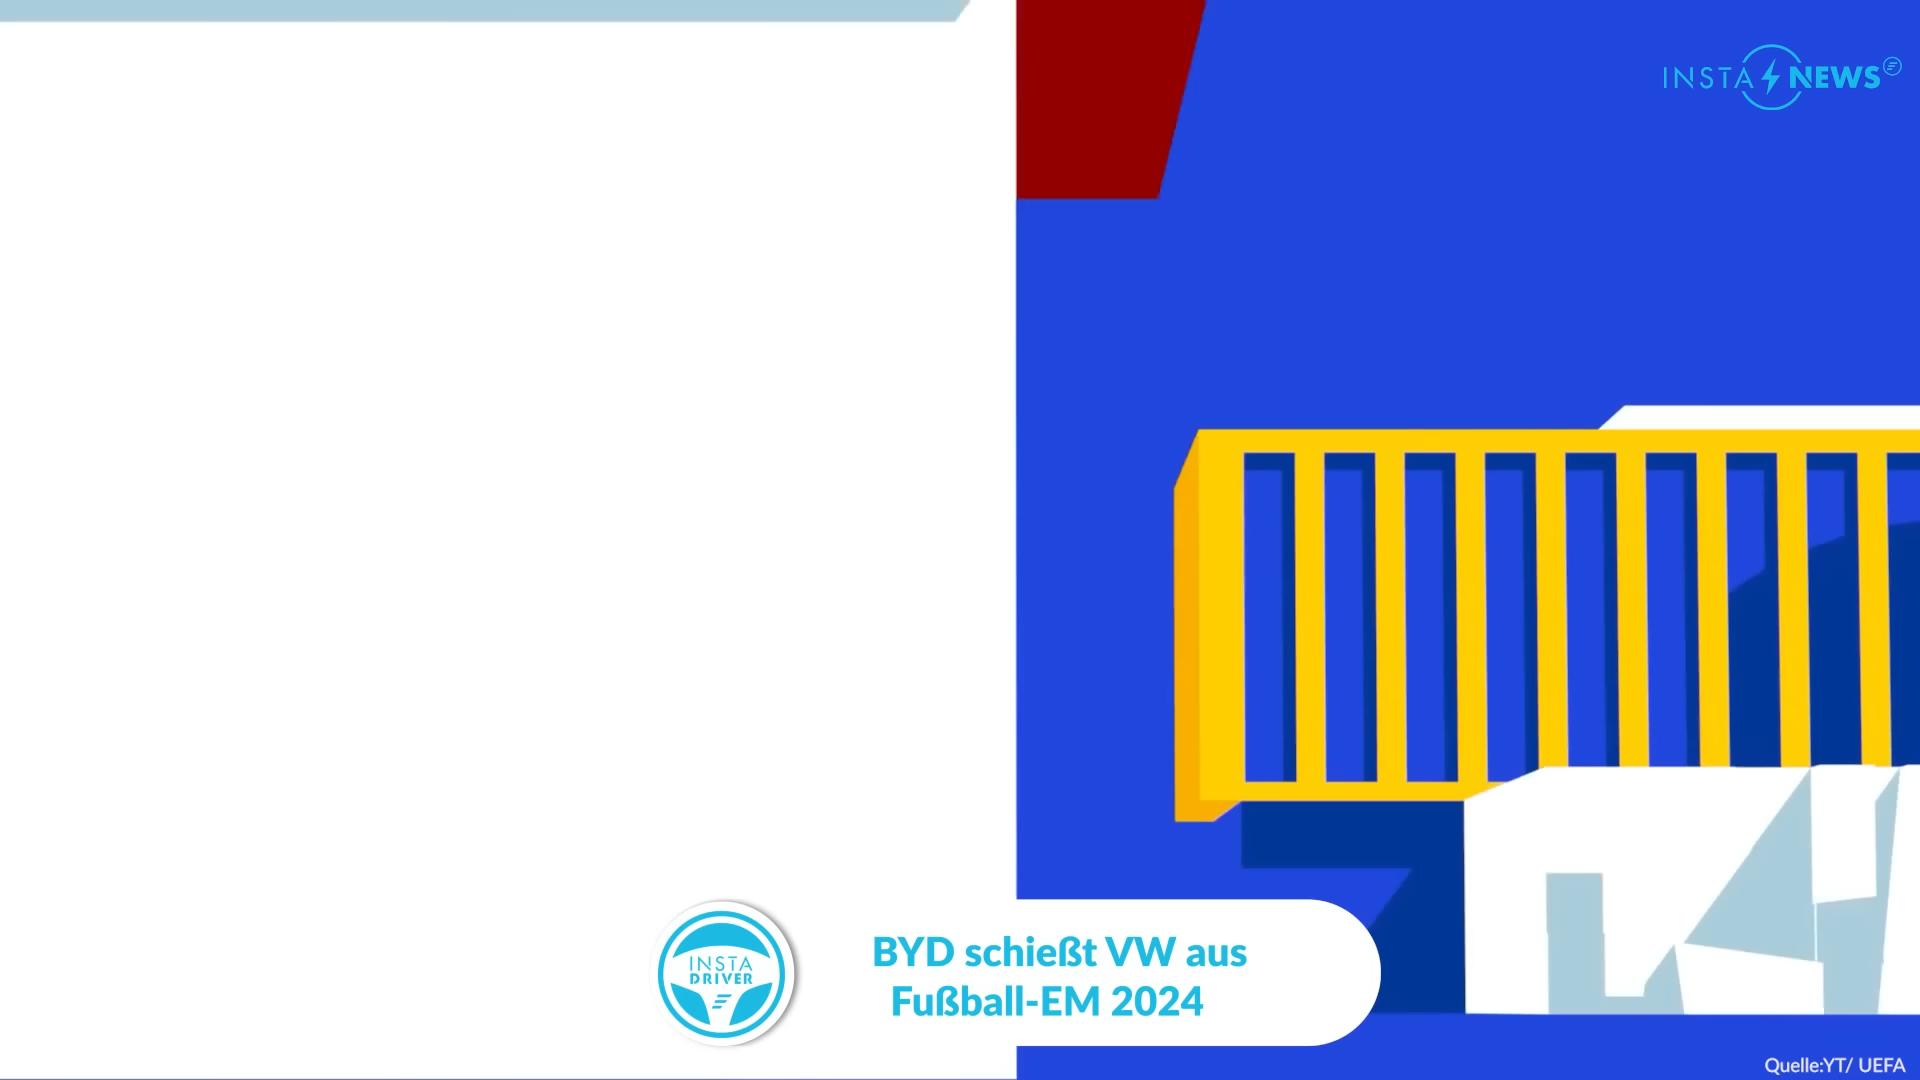 INSTA NEWS
INSTA
DRIVER
BYD schießt VW aus
Fußball-EM 2024
Quelle:YT/ UEFA